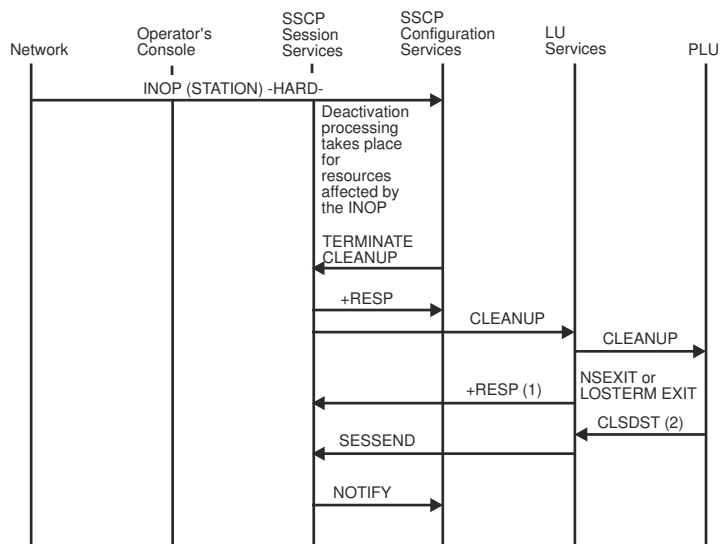 Network
Operator's
Console
SSCP
Session
Services
SSCP
Configuration
Services
LU
Services
PLU
INOP (STATION) -HARD-
Deactivation
processing
takes place
for
resources
affected by
the INOP
TERMINATE
CLEANUP
+RESP
CLEANUP
CLEANUP
NSEXIT or
LOSTERM EXIT
+RESP (1)
CLSDST (2)
SESSEND
NOTIFY